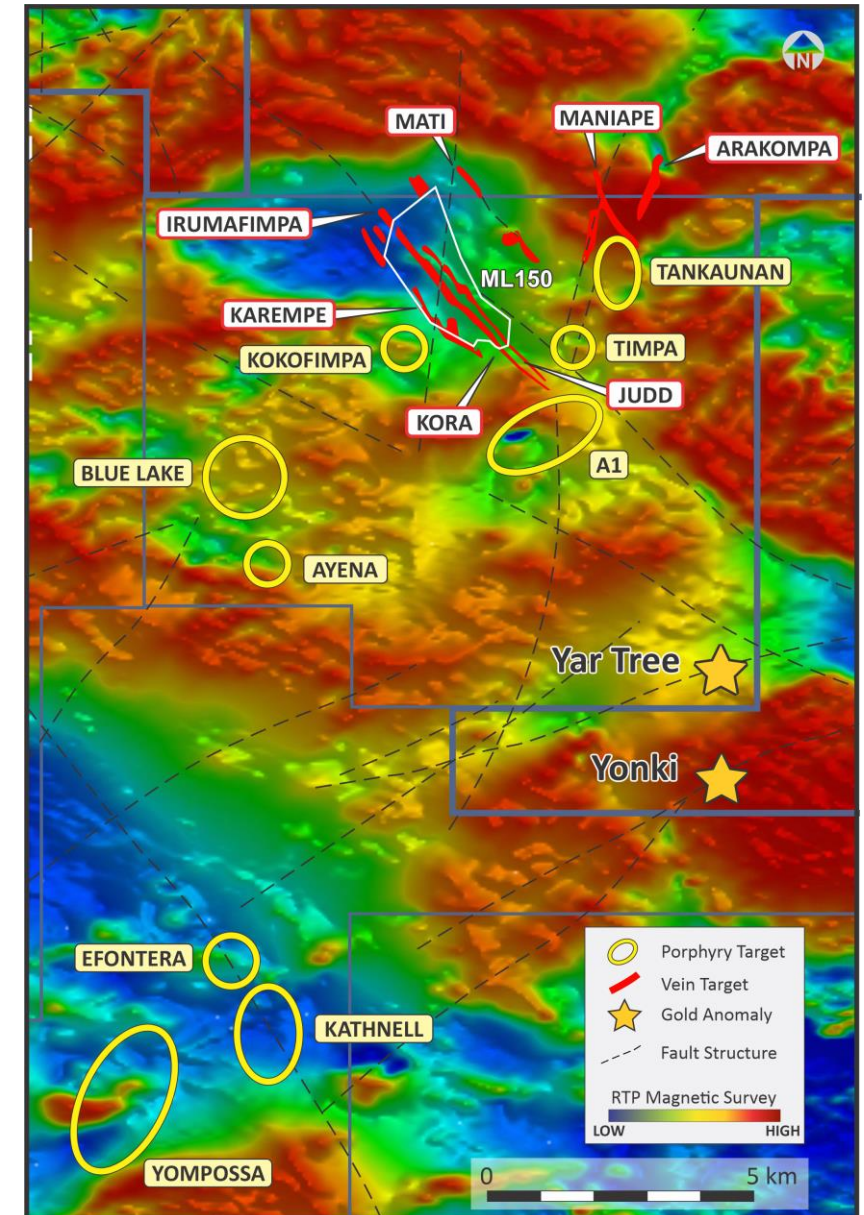 N
MATI
MANIAPE
ARAKOMPA
IRUMAFIMPA
TANKAUNAN
ML150
KAREMPE
KOKOFIMPA
TIMPA
JUDD
KORA
A1
BLUE LAKE
AYENA
Yar Tree
Yonki
EFONTERA
KATHNELL
YOMPOSSA
Porphyry Target
Vein Target
Gold Anomaly
Fault Structure
RTP Magnetic Survey
LOW HIGH
0 5 km